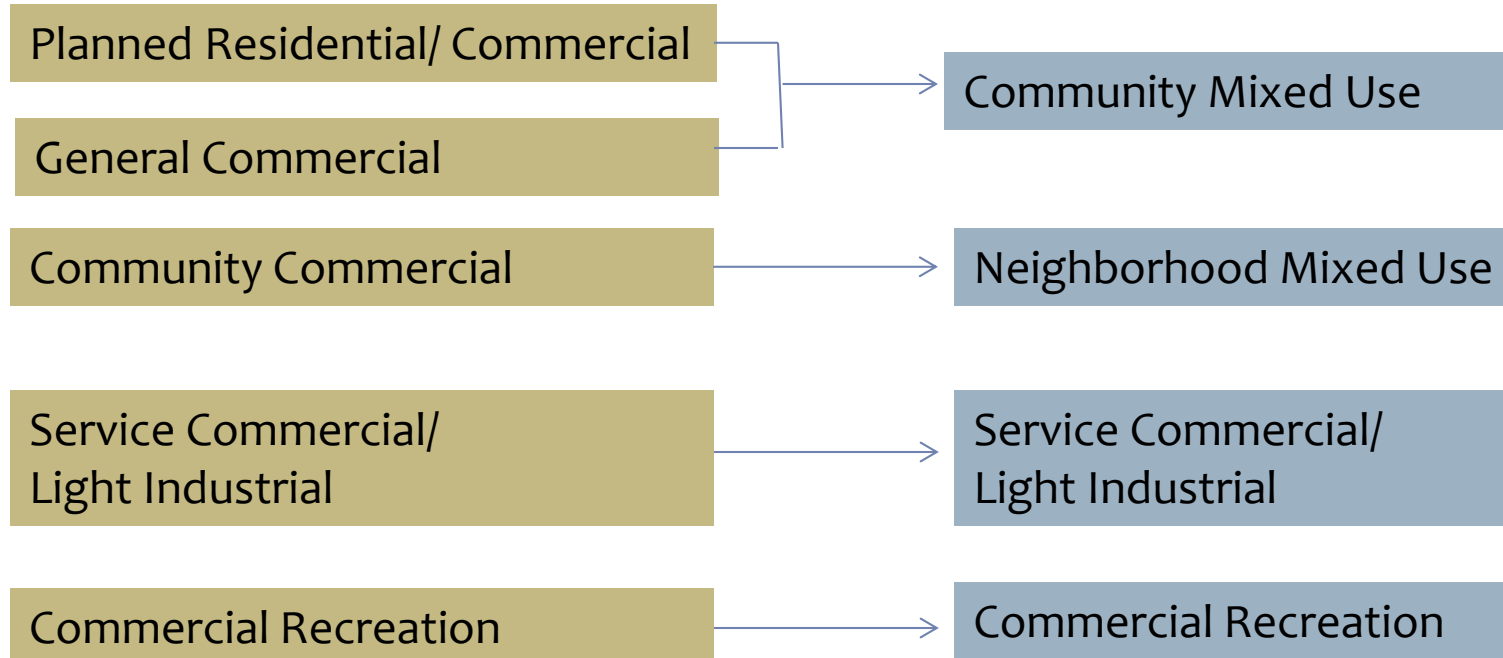 Planned Residential/ Commercial
General Commercial
Community Mixed Use
Community Commercial
Neighborhood Mixed Use
Service Commercial/
Light Industrial
Service Commercial/
Light Industrial
Commercial Recreation
Commercial Recreation